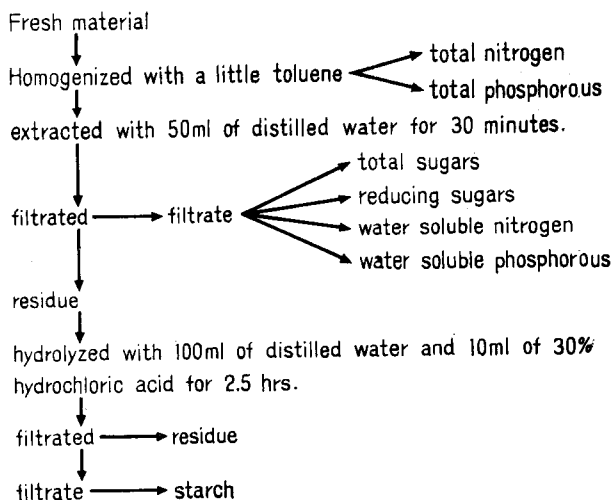 Fresh material
Homogenized with a little toluene
total nitrogen
total phosphorous
extracted with 50ml of distilled water for 30 minutes.
total sugars
reducing sugars
filtrated
filtrate
water soluble nitrogen
water soluble phosphorous
residue
hydrolyzed with 100ml of distilled water and 10ml of 30%
hydrochloric acid for 2.5 hrs.
filtrated
residue
filtrate
starch